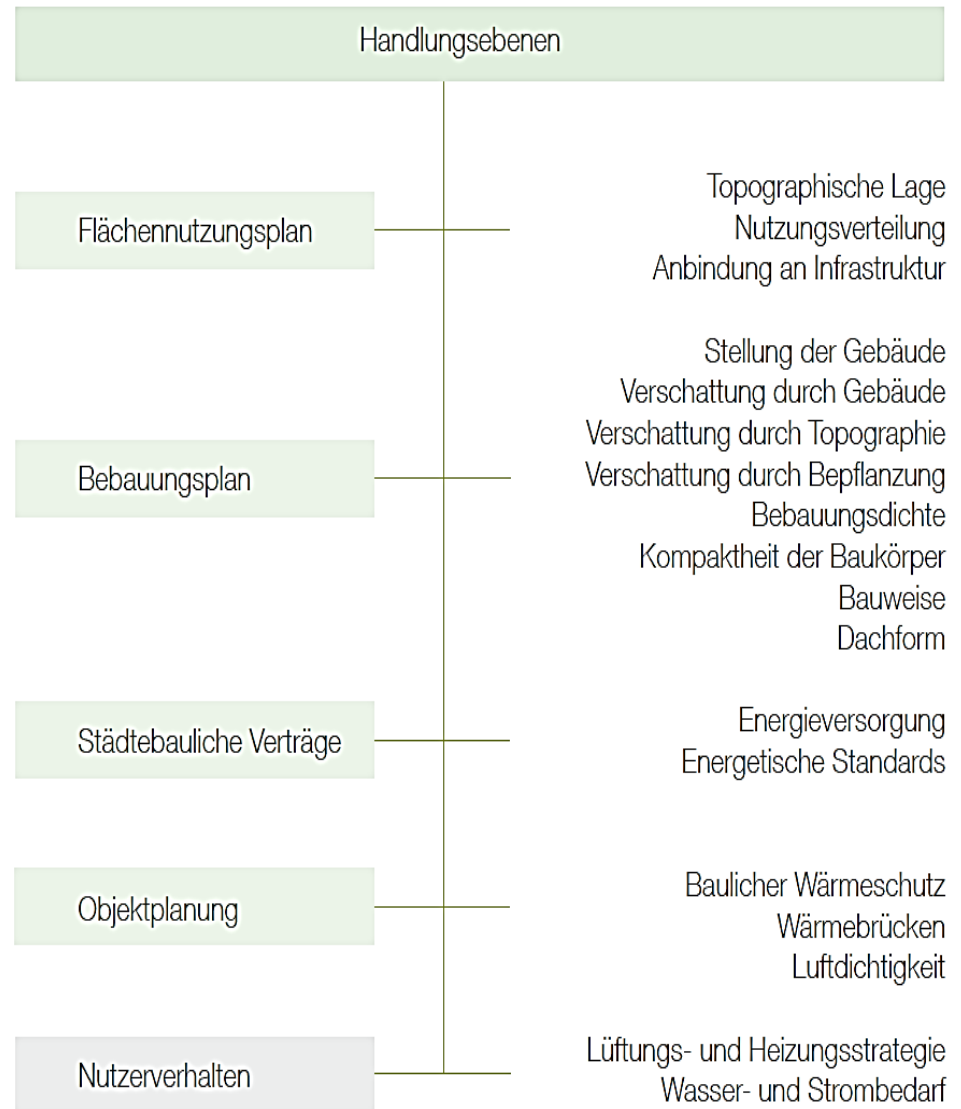 Handlungsebenen
Flächennutzungsplan
Topographische Lage
Nutzungsverteilung
Anbindung an Infrastruktur
Bebauungsplan
Stellung der Gebäude
Verschattung durch Gebäude
Verschattung durch Topographie
Verschattung durch Bepflanzung
Bebauungsdichte
Kompaktheit der Baukörper
Bauweise
Dachform
Städtebauliche Verträge
Energieversorgung
Energetische Standards
Objektplanung
Baulicher Wärmeschutz
Wärmebrücken
Luftdichtigkeit
Nutzerverhalten
Lüftungs- und Heizungsstrategie
Wasser- und Strombedarf